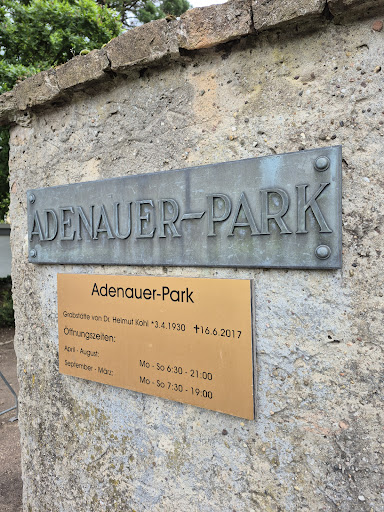 ADENAUER-PARK
Adenauer-Park
Grabstätte von Dr. Helmut Kohl *3.4.1930 ✝16.6.2017
Öffnungszeiten:
April - August: Mo - So 6:30 - 21:00
September - März: Mo - So 7:30 - 19:00